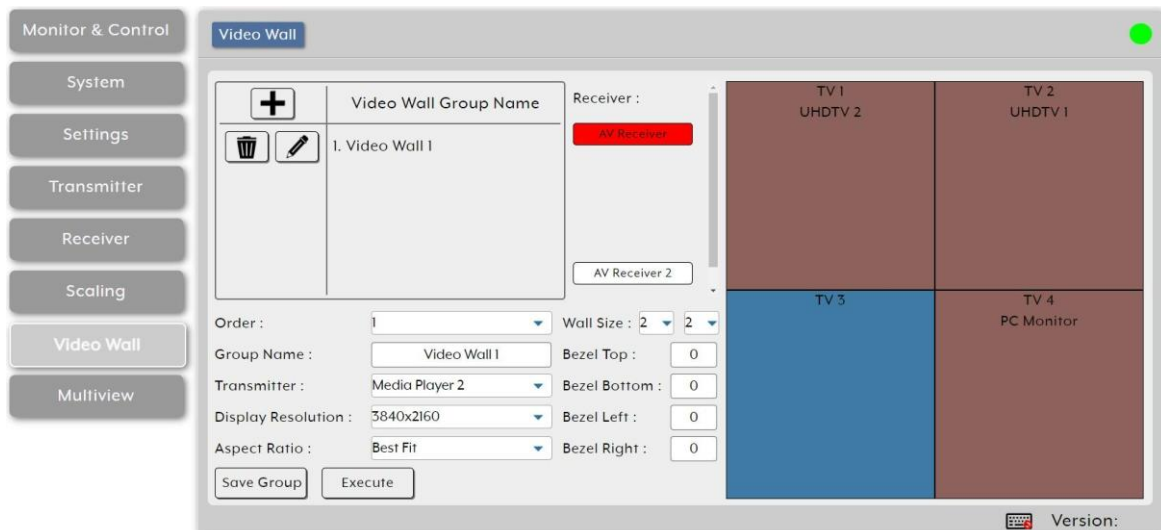 Monitor & Control
System
Settings
Transmitter
Receiver
Scaling
Video Wall
Multiview
Video Wall
Video Wall Group Name
1. Video Wall 1
Receiver :
AV Receiver
AV Receiver 2
Order : 1
Group Name : Video Wall 1
Transmitter : Media Player 2
Display Resolution : 3840x2160
Aspect Ratio : Best Fit
Save Group Execute
Wall Size : 2 2
Bezel Top : 0
Bezel Bottom : 0
Bezel Left : 0
Bezel Right : 0
TV 1
UHDTV 2
TV 2
UHDTV 1
TV 3
TV 4
PC Monitor
Version: